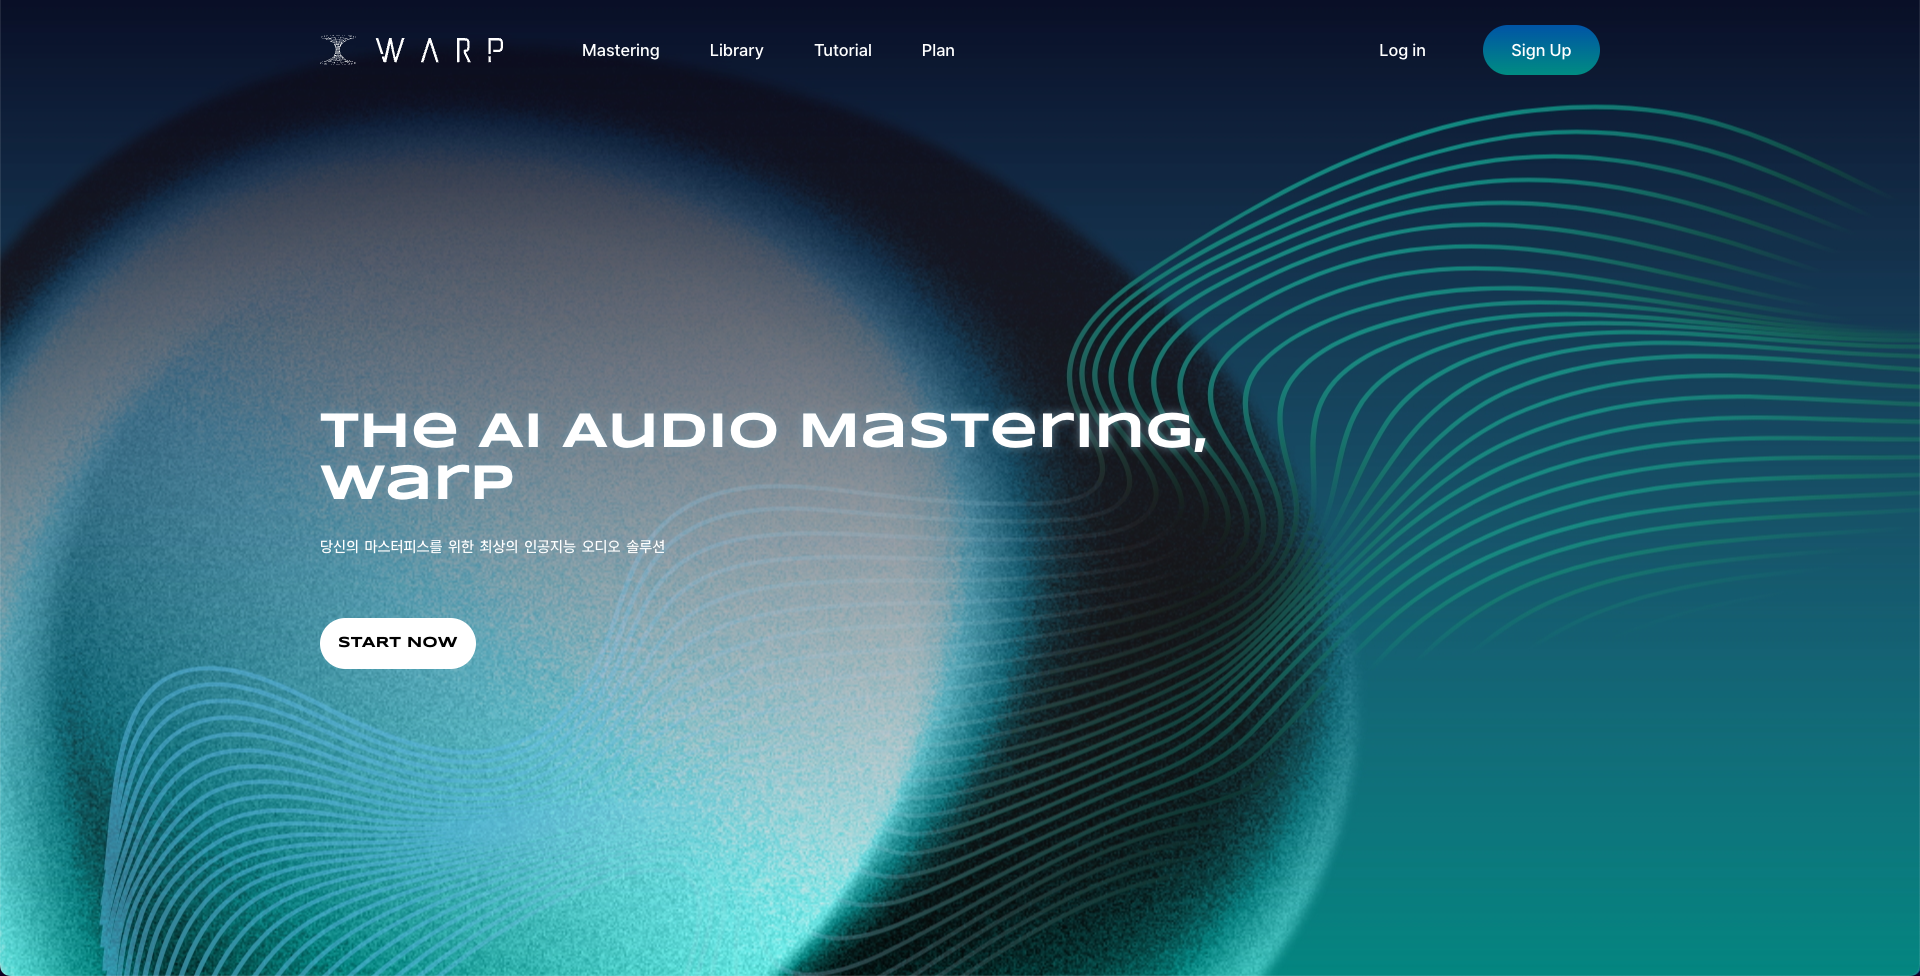 WARP
Mastering
Library
Tutorial
Plan
Log in
Sign Up
THe AI AUDIO MasTerInG,
warp
당신의 마스터피스를 위한 최상의 인공지능 오디오 솔루션
START NOW